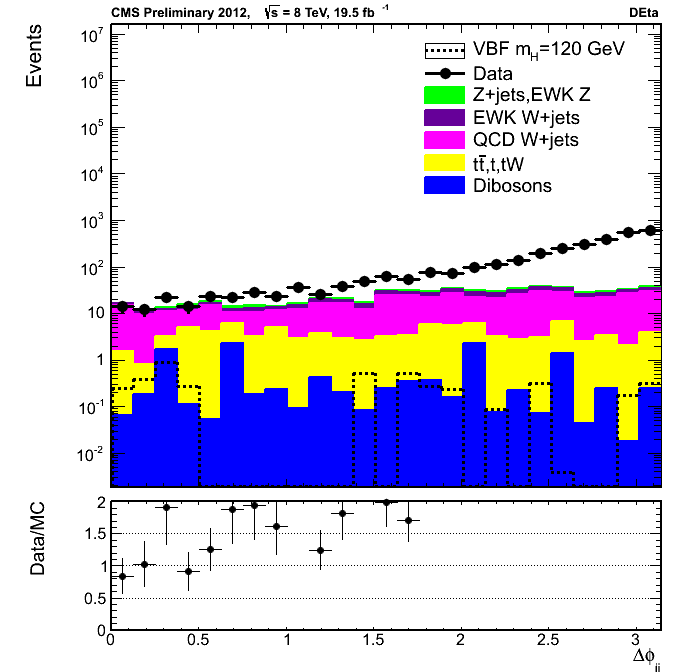 CMS Preliminary 2012, √s = 8 TeV, 19.5 fb⁻¹ DEta
Events
10⁷
10⁶
10⁵
10⁴
10³
10²
10
1
10⁻¹
10⁻²
VBF m_H=120 GeV
Data
Z+jets,EWK Z
EWK W+jets
QCD W+jets
tt̄,t,tW
Dibosons
Data/MC
2
1.5
1
0.5
0
0 0.5 1 1.5 2 2.5 3
Δϕ_jj